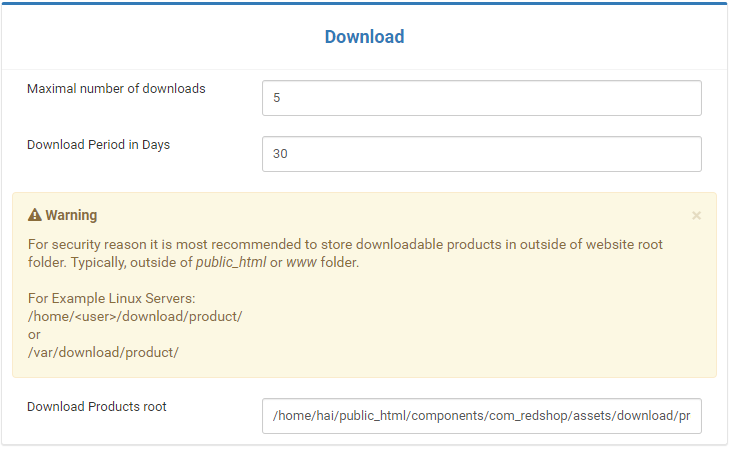 Download
Maximal number of downloads
5
Download Period in Days
30
Warning
×
For security reason it is most recommended to store downloadable products in outside of website root
folder. Typically, outside of public_html or www folder.
For Example Linux Servers:
/home/<user>/download/product/
or
/var/download/product/
Download Products root
/home/hai/public_html/components/com_redshop/assets/download/pr